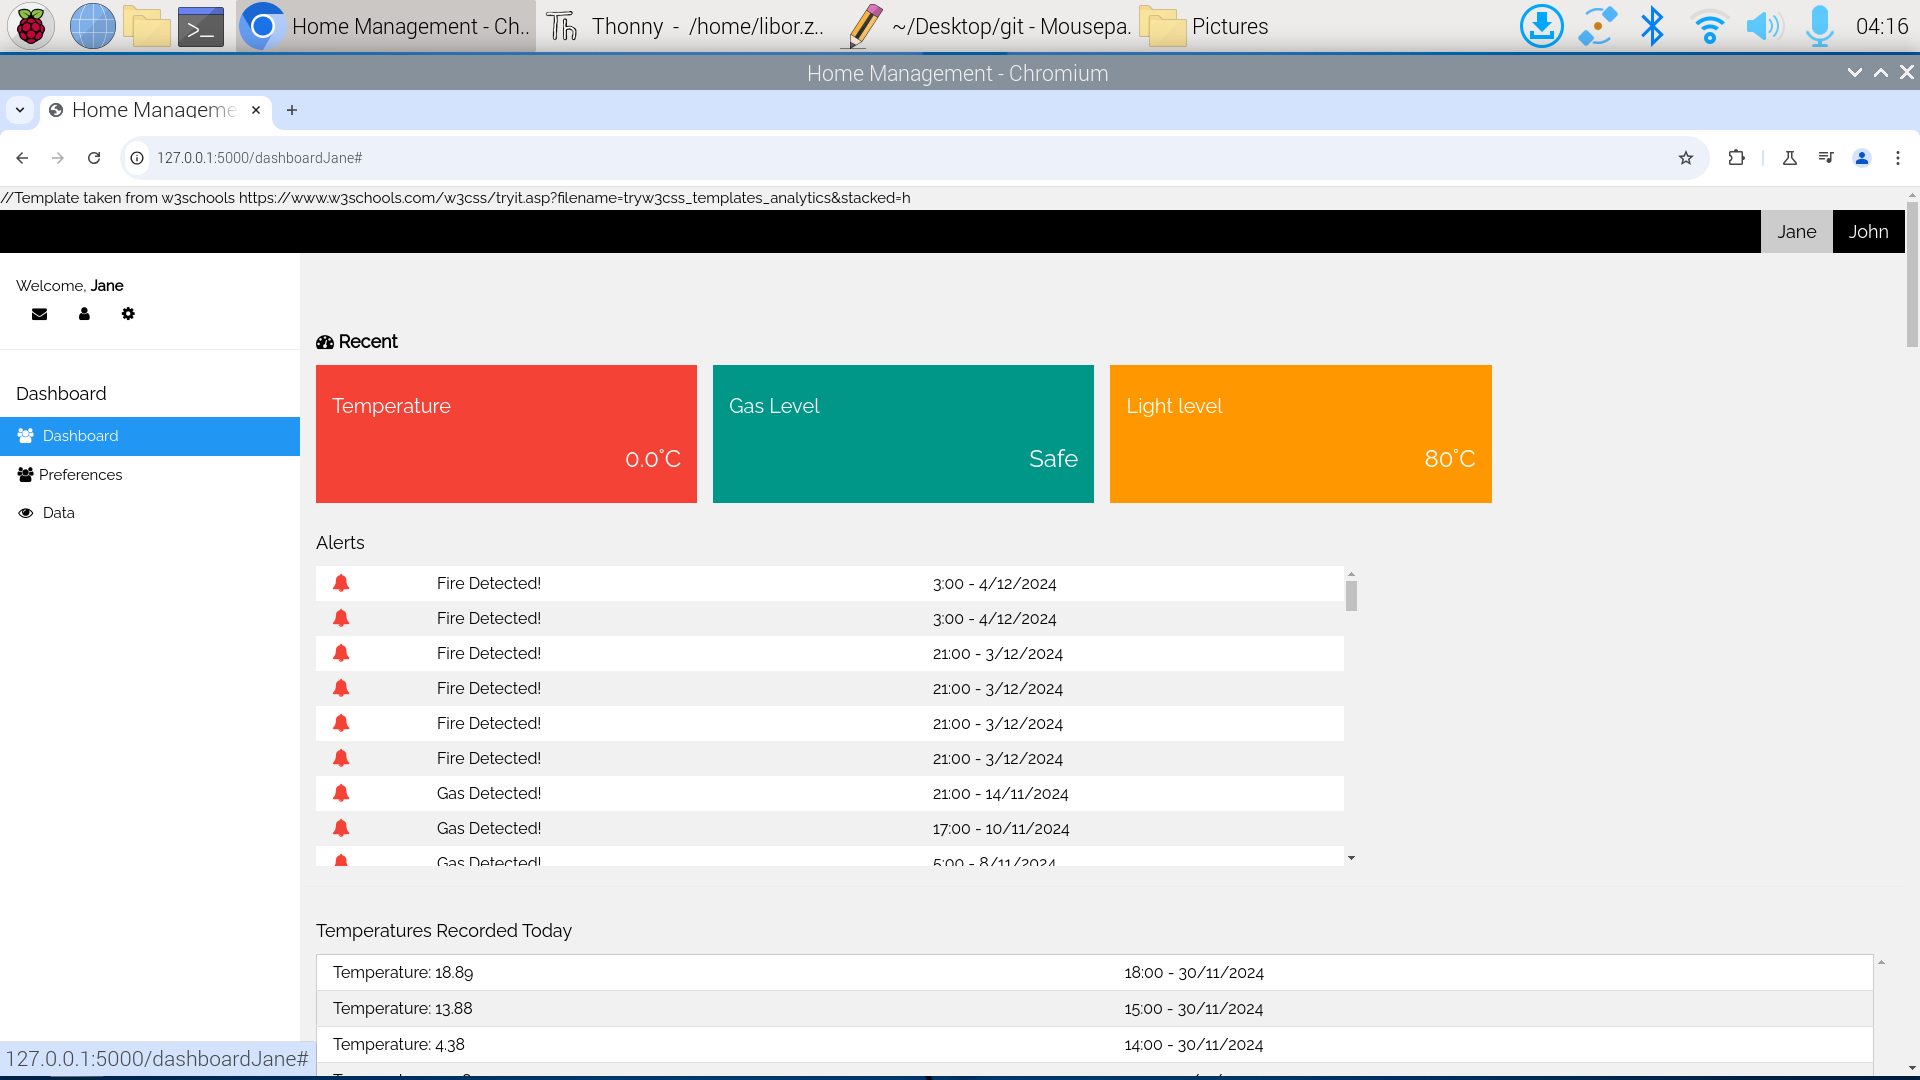 Home Management - Ch..
Thonny - /home/libor.z..
~/Desktop/git - Mousepa.
Pictures
04:16
Home Management - Chromium
Home Manageme
127.0.0.1:5000/dashboardJane#
//Template taken from w3schools https://www.w3schools.com/w3css/tryit.asp?filename=tryw3css_templates_analytics&stacked=h
Jane
John
Welcome, Jane
Dashboard
Dashboard
Preferences
Data
Recent
Temperature
0.0°C
Gas Level
Safe
Light level
80°C
Alerts
Fire Detected! 3:00 - 4/12/2024
Fire Detected! 3:00 - 4/12/2024
Fire Detected! 21:00 - 3/12/2024
Fire Detected! 21:00 - 3/12/2024
Fire Detected! 21:00 - 3/12/2024
Fire Detected! 21:00 - 3/12/2024
Gas Detected! 21:00 - 14/11/2024
Gas Detected! 17:00 - 10/11/2024
Gas Detected! 5:00 - 8/11/2024
Temperatures Recorded Today
Temperature: 18.89 18:00 - 30/11/2024
Temperature: 13.88 15:00 - 30/11/2024
Temperature: 4.38 14:00 - 30/11/2024
127.0.0.1:5000/dashboardJane#